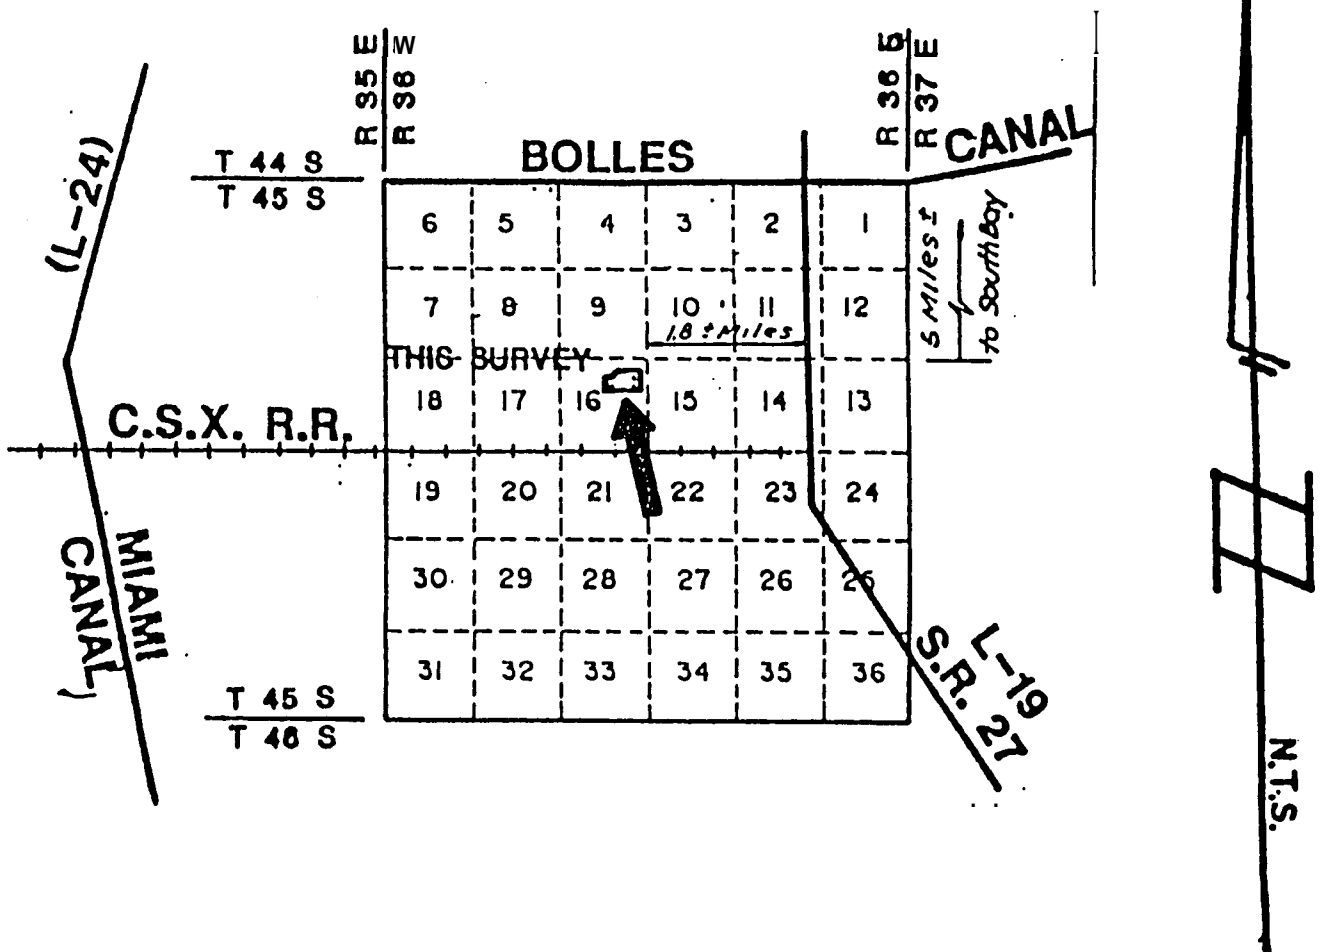 R 35 E
R 36 W
R 36 E
R 37 E
T 44 S
T 45 S
BOLLES
CANAL
(L-24)
6 5 4 3 2 1
7 8 9 10 11 12
1.8 ± Miles
5 Miles ±
to South Bay
THIS SURVEY
18 17 16 15 14 13
C.S.X. R.R.
19 20 21 22 23 24
MIAMI
CANAL)
30 29 28 27 26 25
31 32 33 34 35 36
L-19
S.R. 27
T 45 S
T 46 S
N
N.T.S.